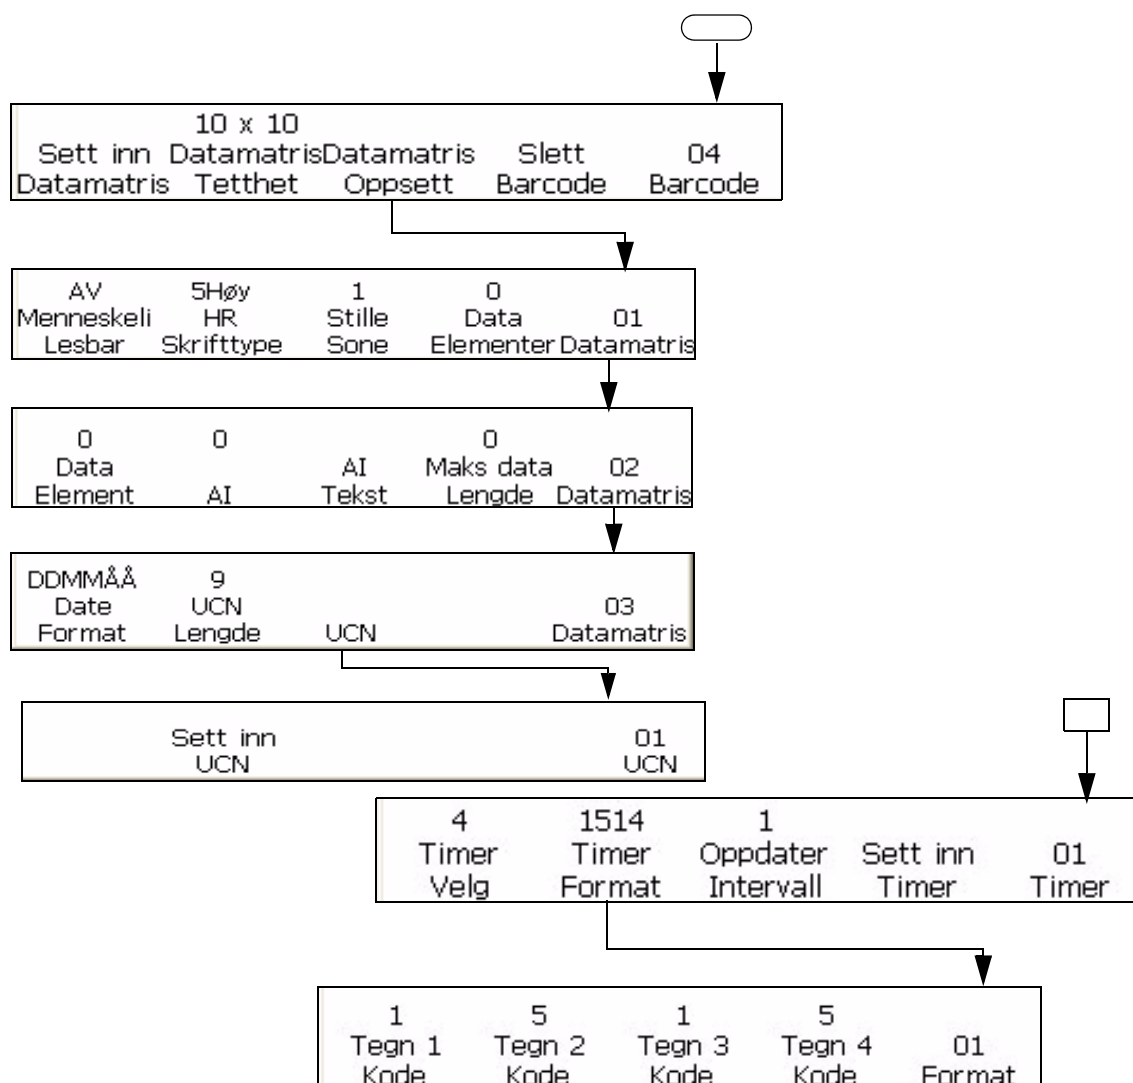 10 x 10
Sett inn Datamatris Datamatris Slett 04
Datamatris Tetthet Oppsett Barcode Barcode
AV 5Høy 1 0
Menneskeli HR Stille Data 01
Lesbar Skrifttype Sone Elementer Datamatris
0 0 0
Data AI Maks data 02
Element AI Tekst Lengde Datamatris
DDMMÅÅ 9
Date UCN 03
Format Lengde UCN Datamatris
Sett inn 01
UCN UCN
4 1514 1
Timer Timer Oppdater Sett inn 01
Velg Format Intervall Timer Timer
1 5 1 5
Tegn 1 Tegn 2 Tegn 3 Tegn 4 01
Kode Kode Kode Kode Format